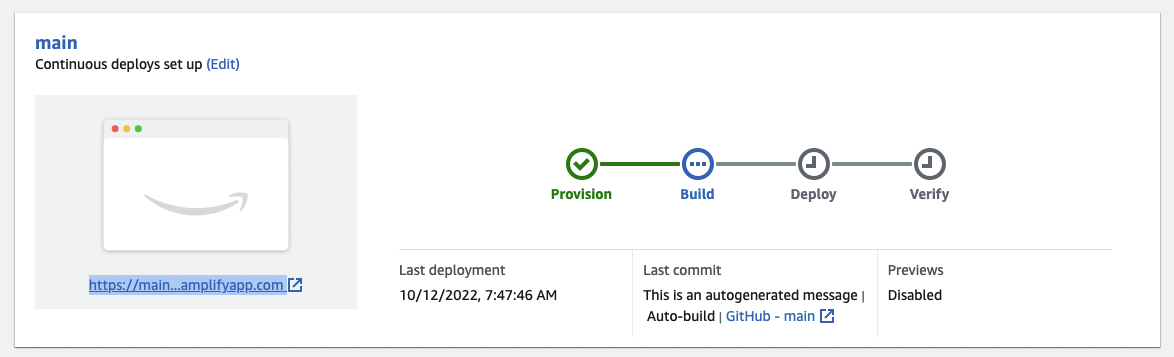 main
Continuous deploys set up (Edit)
Provision
Build
Deploy
Verify
https://main...amplifyapp.com
Last deployment
10/12/2022, 7:47:46 AM
Last commit
This is an autogenerated message |
Auto-build | GitHub - main
Previews
Disabled